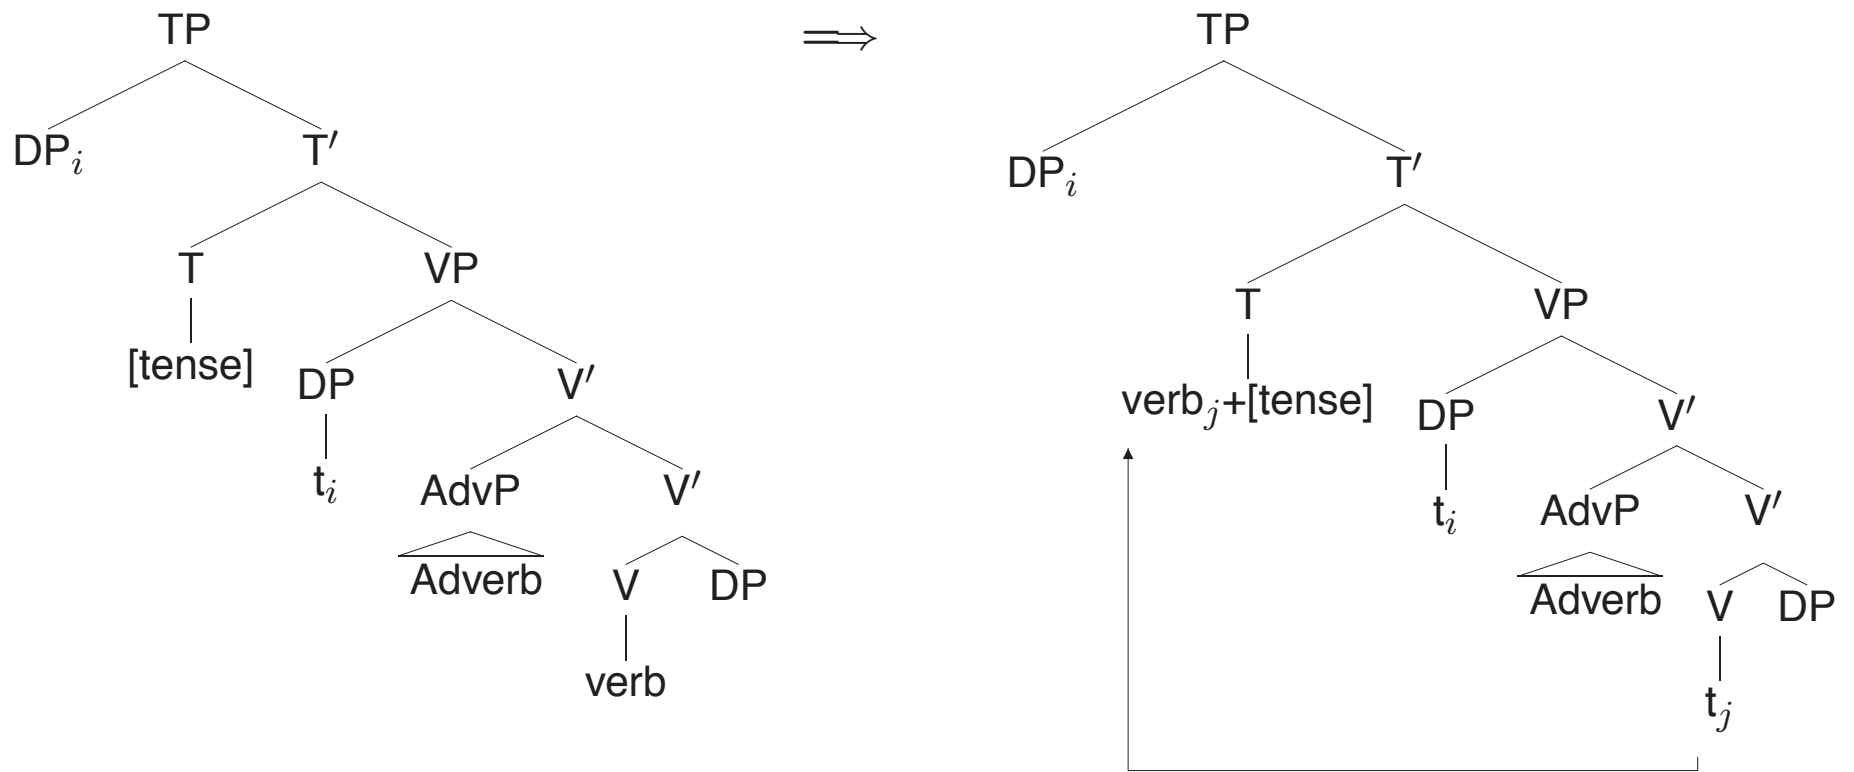 TP ⟹ TP
DPᵢ T′ DPᵢ T′
T VP T VP
[tense] DP V′ verbⱼ+[tense] DP V′
tᵢ AdvP V′ tᵢ AdvP V′
Adverb V DP Adverb V DP
verb tⱼ